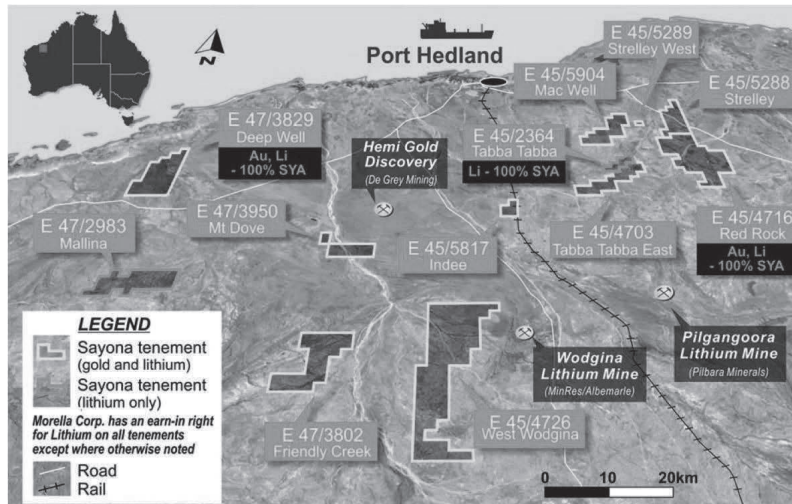 Port Hedland
N
E 45/5289
Strelley West
E 45/5904
Mac Well
E 45/5288
Strelley
E 47/3829
Deep Well
Au, Li
- 100% SYA
Hemi Gold
Discovery
(De Grey Mining)
E 45/2364
Tabba Tabba
Li - 100% SYA
E 47/2983
Mallina
E 47/3950
Mt Dove
E 45/5817
Indee
E 45/4703
Tabba Tabba East
E 45/4716
Red Rock
Au, Li
- 100% SYA
LEGEND
Sayona tenement
(gold and lithium)
Sayona tenement
(lithium only)
Morella Corp. has an earn-in right
for Lithium on all tenements
except where otherwise noted
Road
Rail
Wodgina
Lithium Mine
(MinRes/Albemarle)
Pilgangoora
Lithium Mine
(Pilbara Minerals)
E 47/3802
Friendly Creek
E 45/4726
West Wodgina
0 10 20km